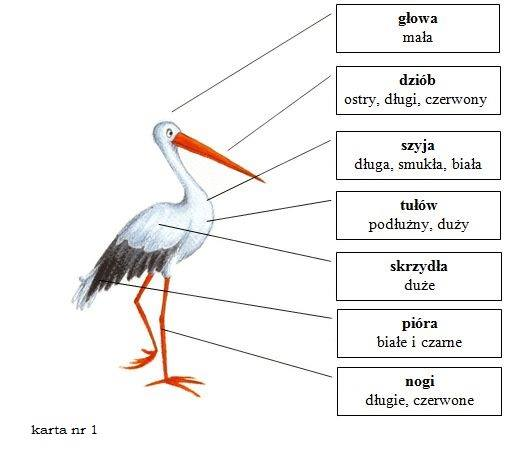 głowa
mała
dziób
ostry, długi, czerwony
szyja
długa, smukła, biała
tułów
podłużny, duży
skrzydła
duże
pióra
białe i czarne
nogi
długie, czerwone
karta nr 1